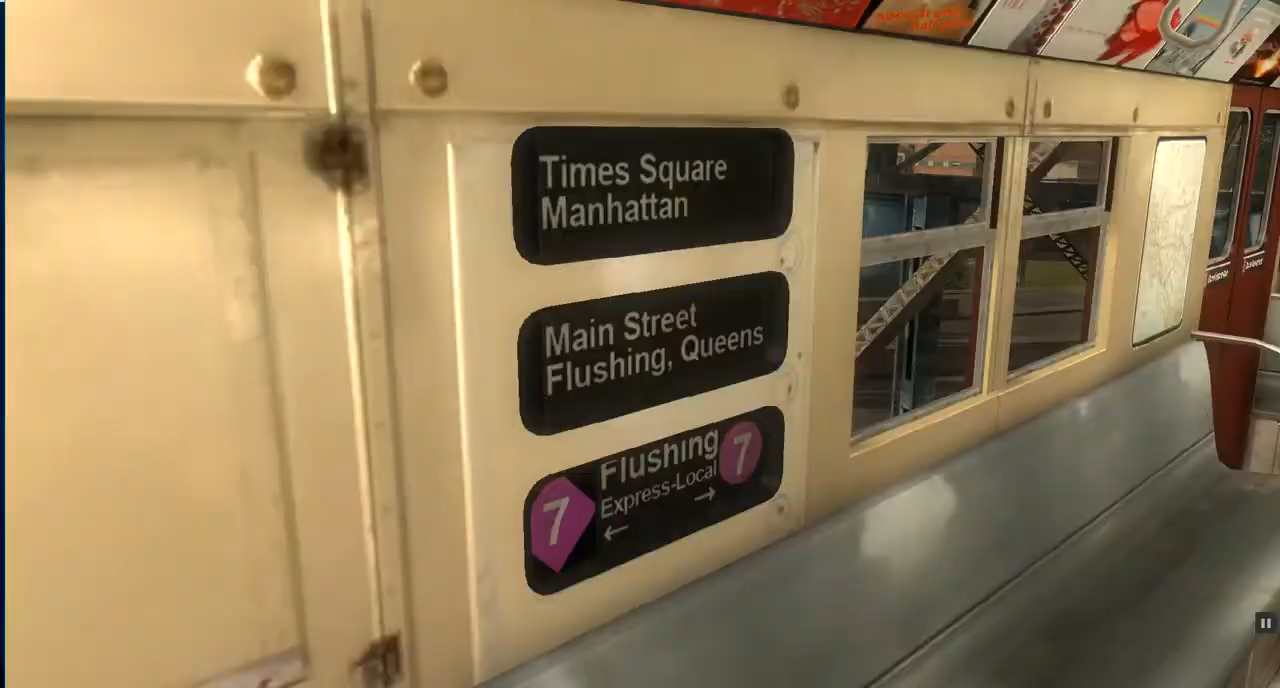 Times Square
Manhattan
Main Street
Flushing, Queens
7 Flushing 7
Express-Local
← →